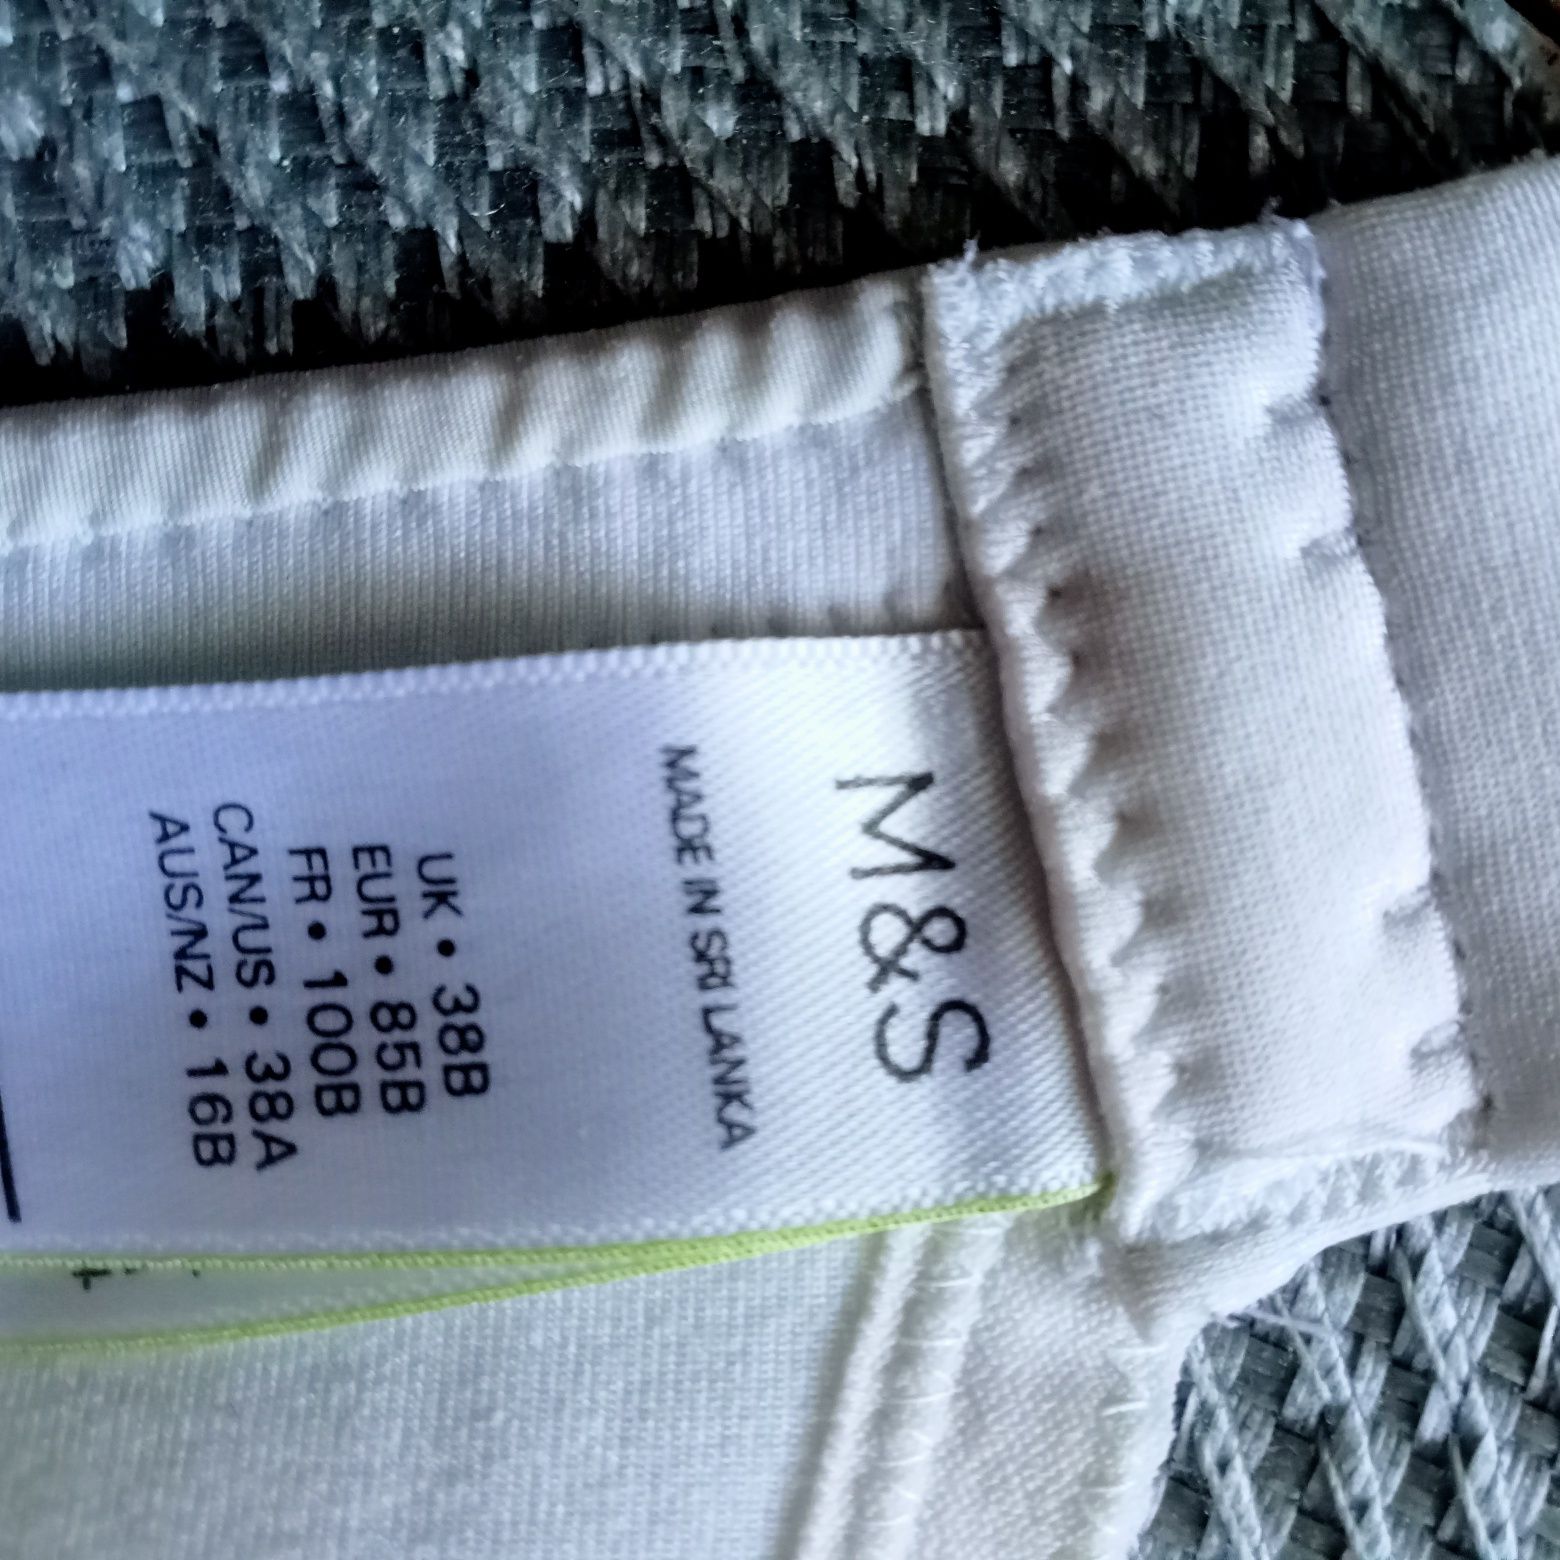 M&S
MADE IN SRI LANKA
UK • 38B
EUR • 85B
FR • 100B
CAN/US • 38A
AUS/NZ • 16B